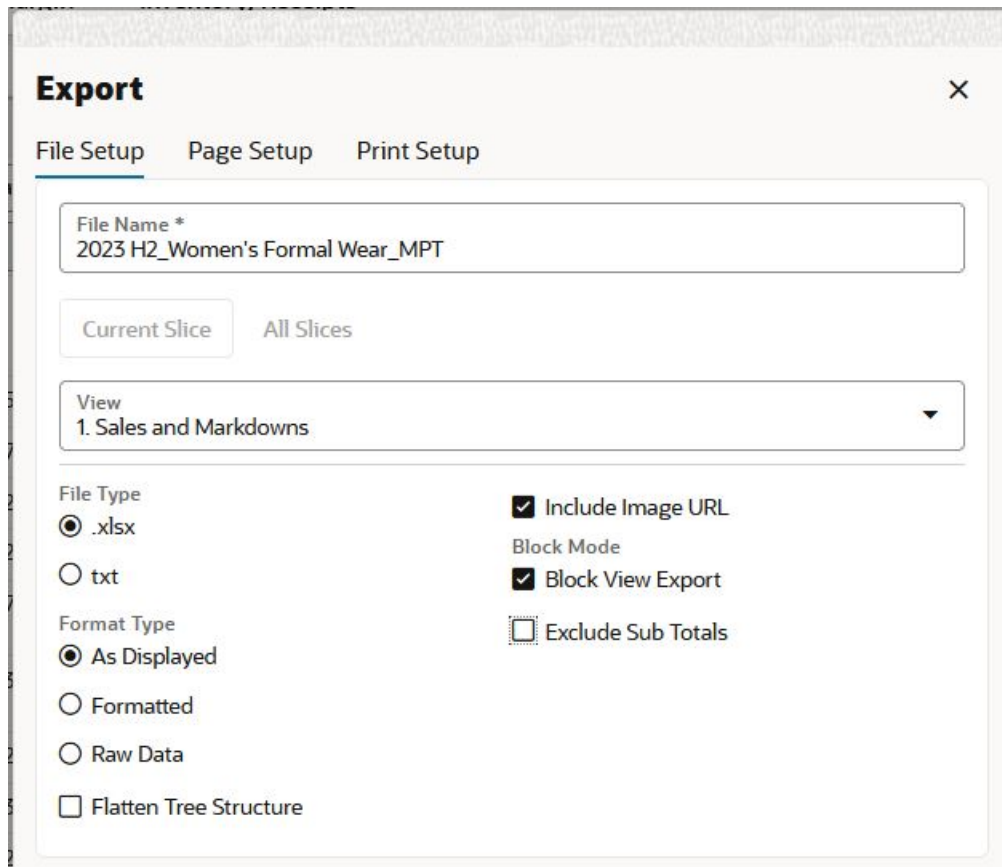 Export
File Setup Page Setup Print Setup
File Name *
2023 H2_Women's Formal Wear_MPT
Current Slice All Slices
View
1. Sales and Markdowns
File Type
.xlsx
txt
Format Type
As Displayed
Formatted
Raw Data
Flatten Tree Structure
Include Image URL
Block Mode
Block View Export
Exclude Sub Totals